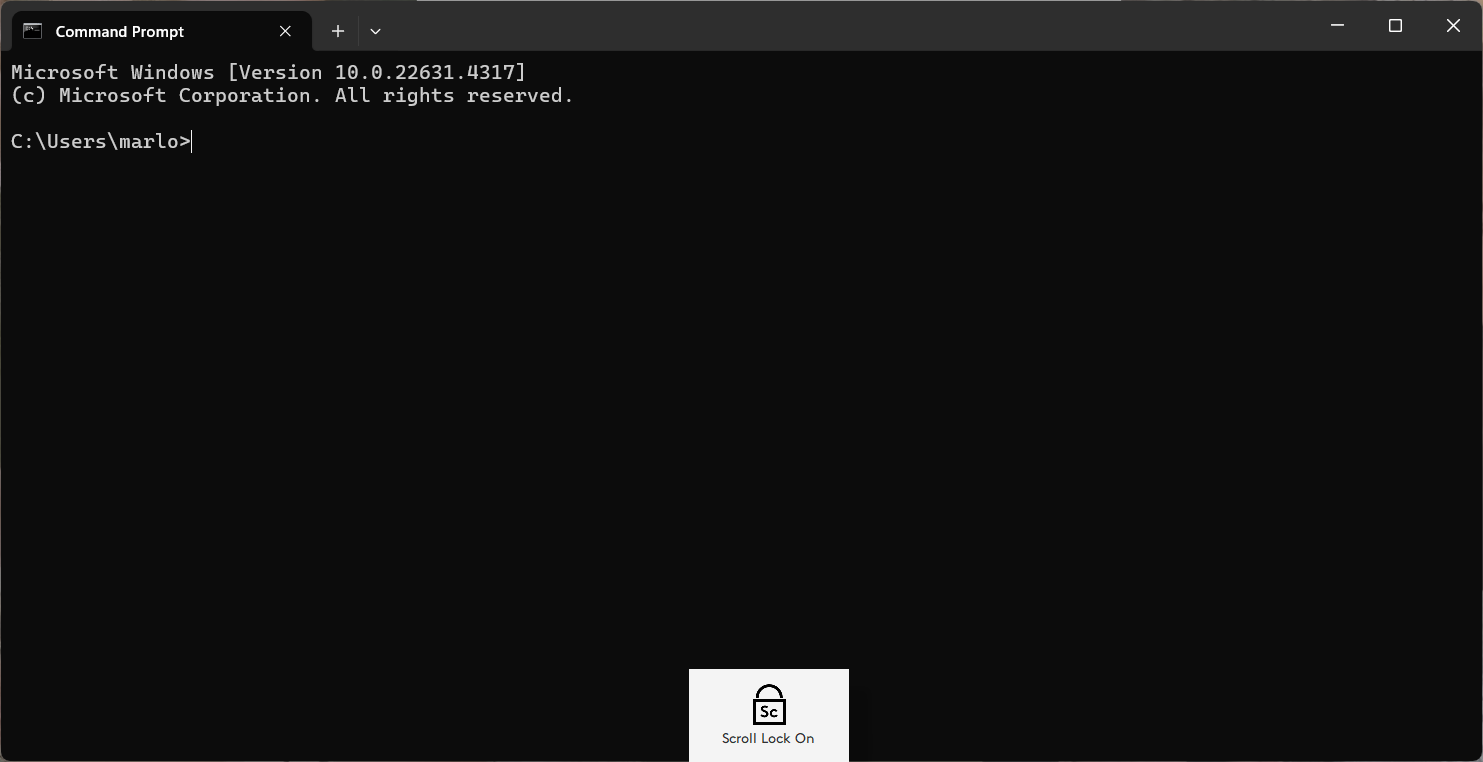 Command Prompt
Microsoft Windows [Version 10.0.22631.4317]
(c) Microsoft Corporation. All rights reserved.
C:\Users\marlo>
Sc
Scroll Lock On